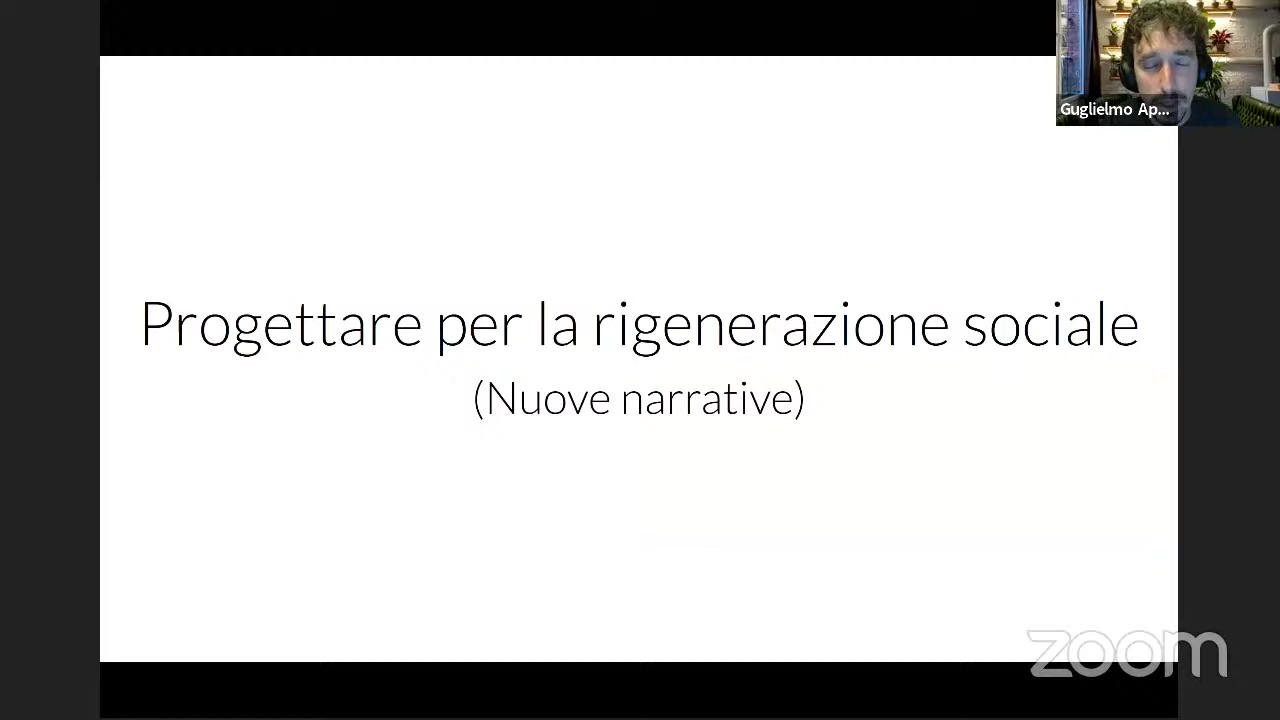 Guglielmo Ap...
Progettare per la rigenerazione sociale
(Nuove narrative)
zoom